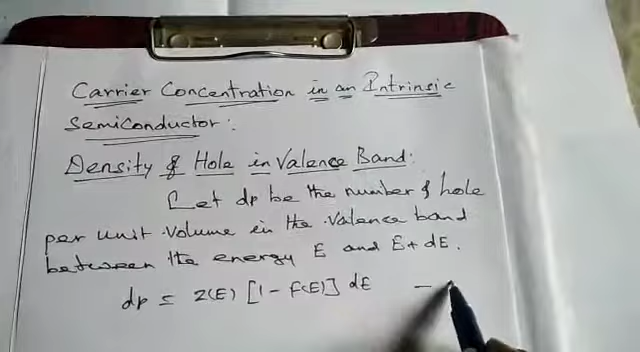 Carrier Concentration in an Intrinsic
Semiconductor:
Density of Hole in Valence Band:
Let dp be the number of hole
per unit volume in the valence band
between the energy E and E+dE.
dp = Z(E) [1 - F(E)] dE —